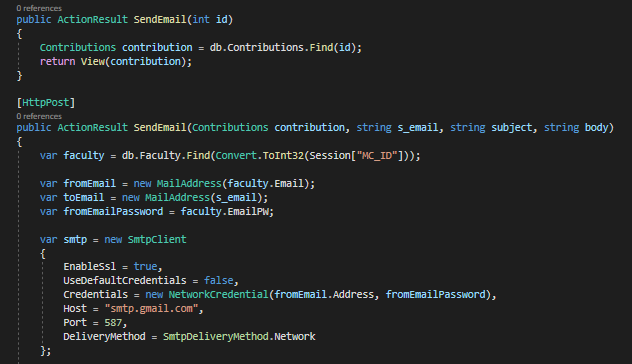 0 references
public ActionResult SendEmail(int id)
{
Contributions contribution = db.Contributions.Find(id);
return View(contribution);
}
[HttpPost]
0 references
public ActionResult SendEmail(Contributions contribution, string s_email, string subject, string body)
{
var faculty = db.Faculty.Find(Convert.ToInt32(Session["MC_ID"]));
var fromEmail = new MailAddress(faculty.Email);
var toEmail = new MailAddress(s_email);
var fromEmailPassword = faculty.EmailPW;
var smtp = new SmtpClient
{
EnableSsl = true,
UseDefaultCredentials = false,
Credentials = new NetworkCredential(fromEmail.Address, fromEmailPassword),
Host = "smtp.gmail.com",
Port = 587,
DeliveryMethod = SmtpDeliveryMethod.Network
};